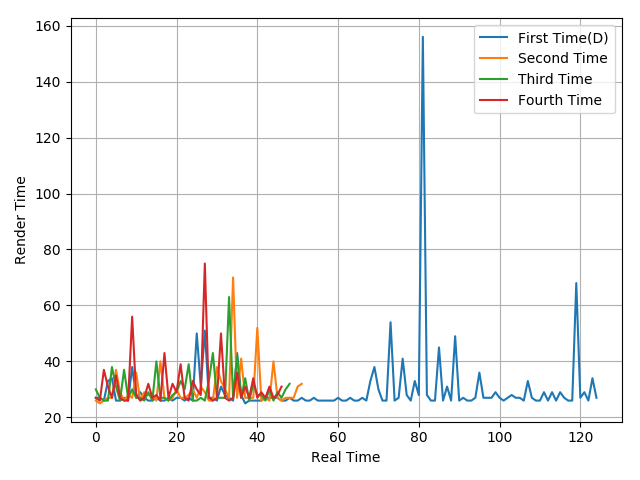 160
140
120
100
80
60
40
20
Render Time
0
20
40
60
80
100
120
Real Time
First Time(D)
Second Time
Third Time
Fourth Time